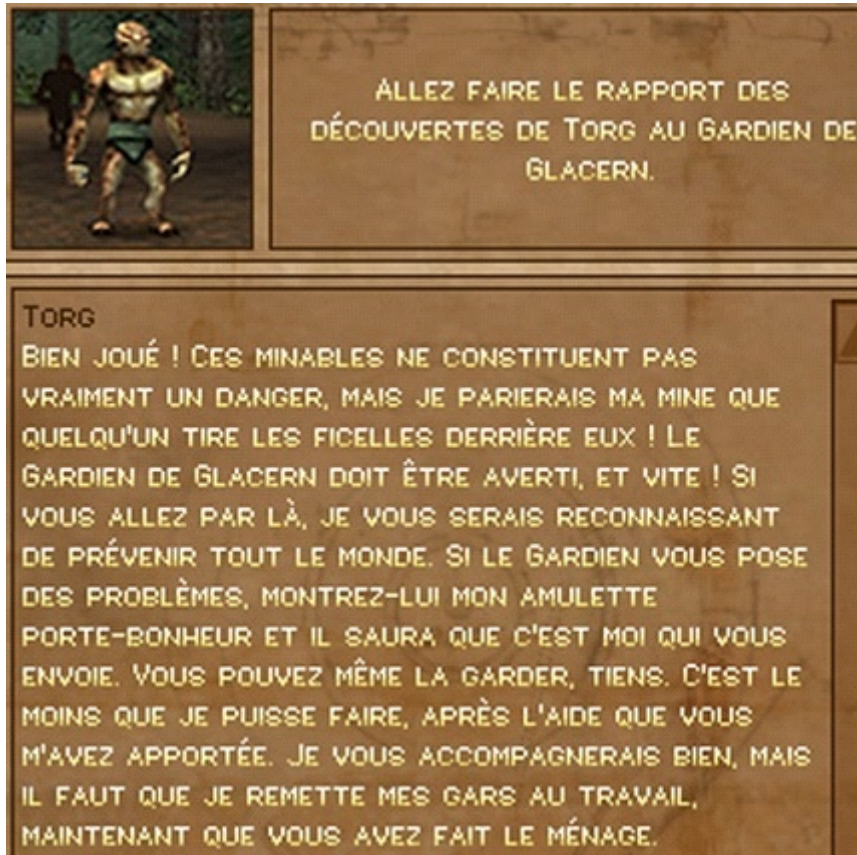 ALLEZ FAIRE LE RAPPORT DES
DÉCOUVERTES DE TORG AU GARDIEN DE
GLACERN.
TORG
BIEN JOUÉ ! CES MINABLES NE CONSTITUENT PAS
VRAIMENT UN DANGER, MAIS JE PARIERAIS MA MINE QUE
QUELQU'UN TIRE LES FICELLES DERRIÈRE EUX ! LE
GARDIEN DE GLACERN DOIT ÊTRE AVERTI, ET VITE ! SI
VOUS ALLEZ PAR LÀ, JE VOUS SERAIS RECONNAISSANT
DE PRÉVENIR TOUT LE MONDE. SI LE GARDIEN VOUS POSE
DES PROBLÈMES, MONTREZ-LUI MON AMULETTE
PORTE-BONHEUR ET IL SAURA QUE C'EST MOI QUI VOUS
ENVOIE. VOUS POUVEZ MÊME LA GARDER, TIENS. C'EST LE
MOINS QUE JE PUISSE FAIRE, APRÈS L'AIDE QUE VOUS
M'AVEZ APPORTÉE. JE VOUS ACCOMPAGNERAIS BIEN, MAIS
IL FAUT QUE JE REMETTE MES GARS AU TRAVAIL,
MAINTENANT QUE VOUS AVEZ FAIT LE MÉNAGE.